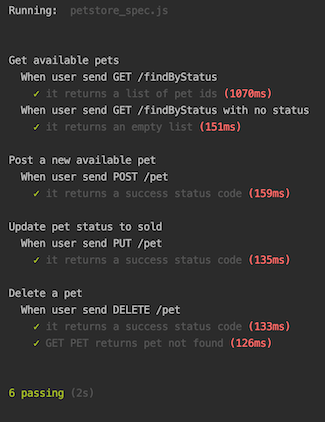 Running:  petstore_spec.js
Get available pets
When user send GET /findByStatus
✓ it returns a list of pet ids (1070ms)
When user send GET /findByStatus with no status
✓ it returns an empty list (151ms)
Post a new available pet
When user send POST /pet
✓ it returns a success status code (159ms)
Update pet status to sold
When user send PUT /pet
✓ it returns a success status code (135ms)
Delete a pet
When user send DELETE /pet
✓ it returns a success status code (133ms)
✓ GET PET returns pet not found (126ms)
6 passing (2s)